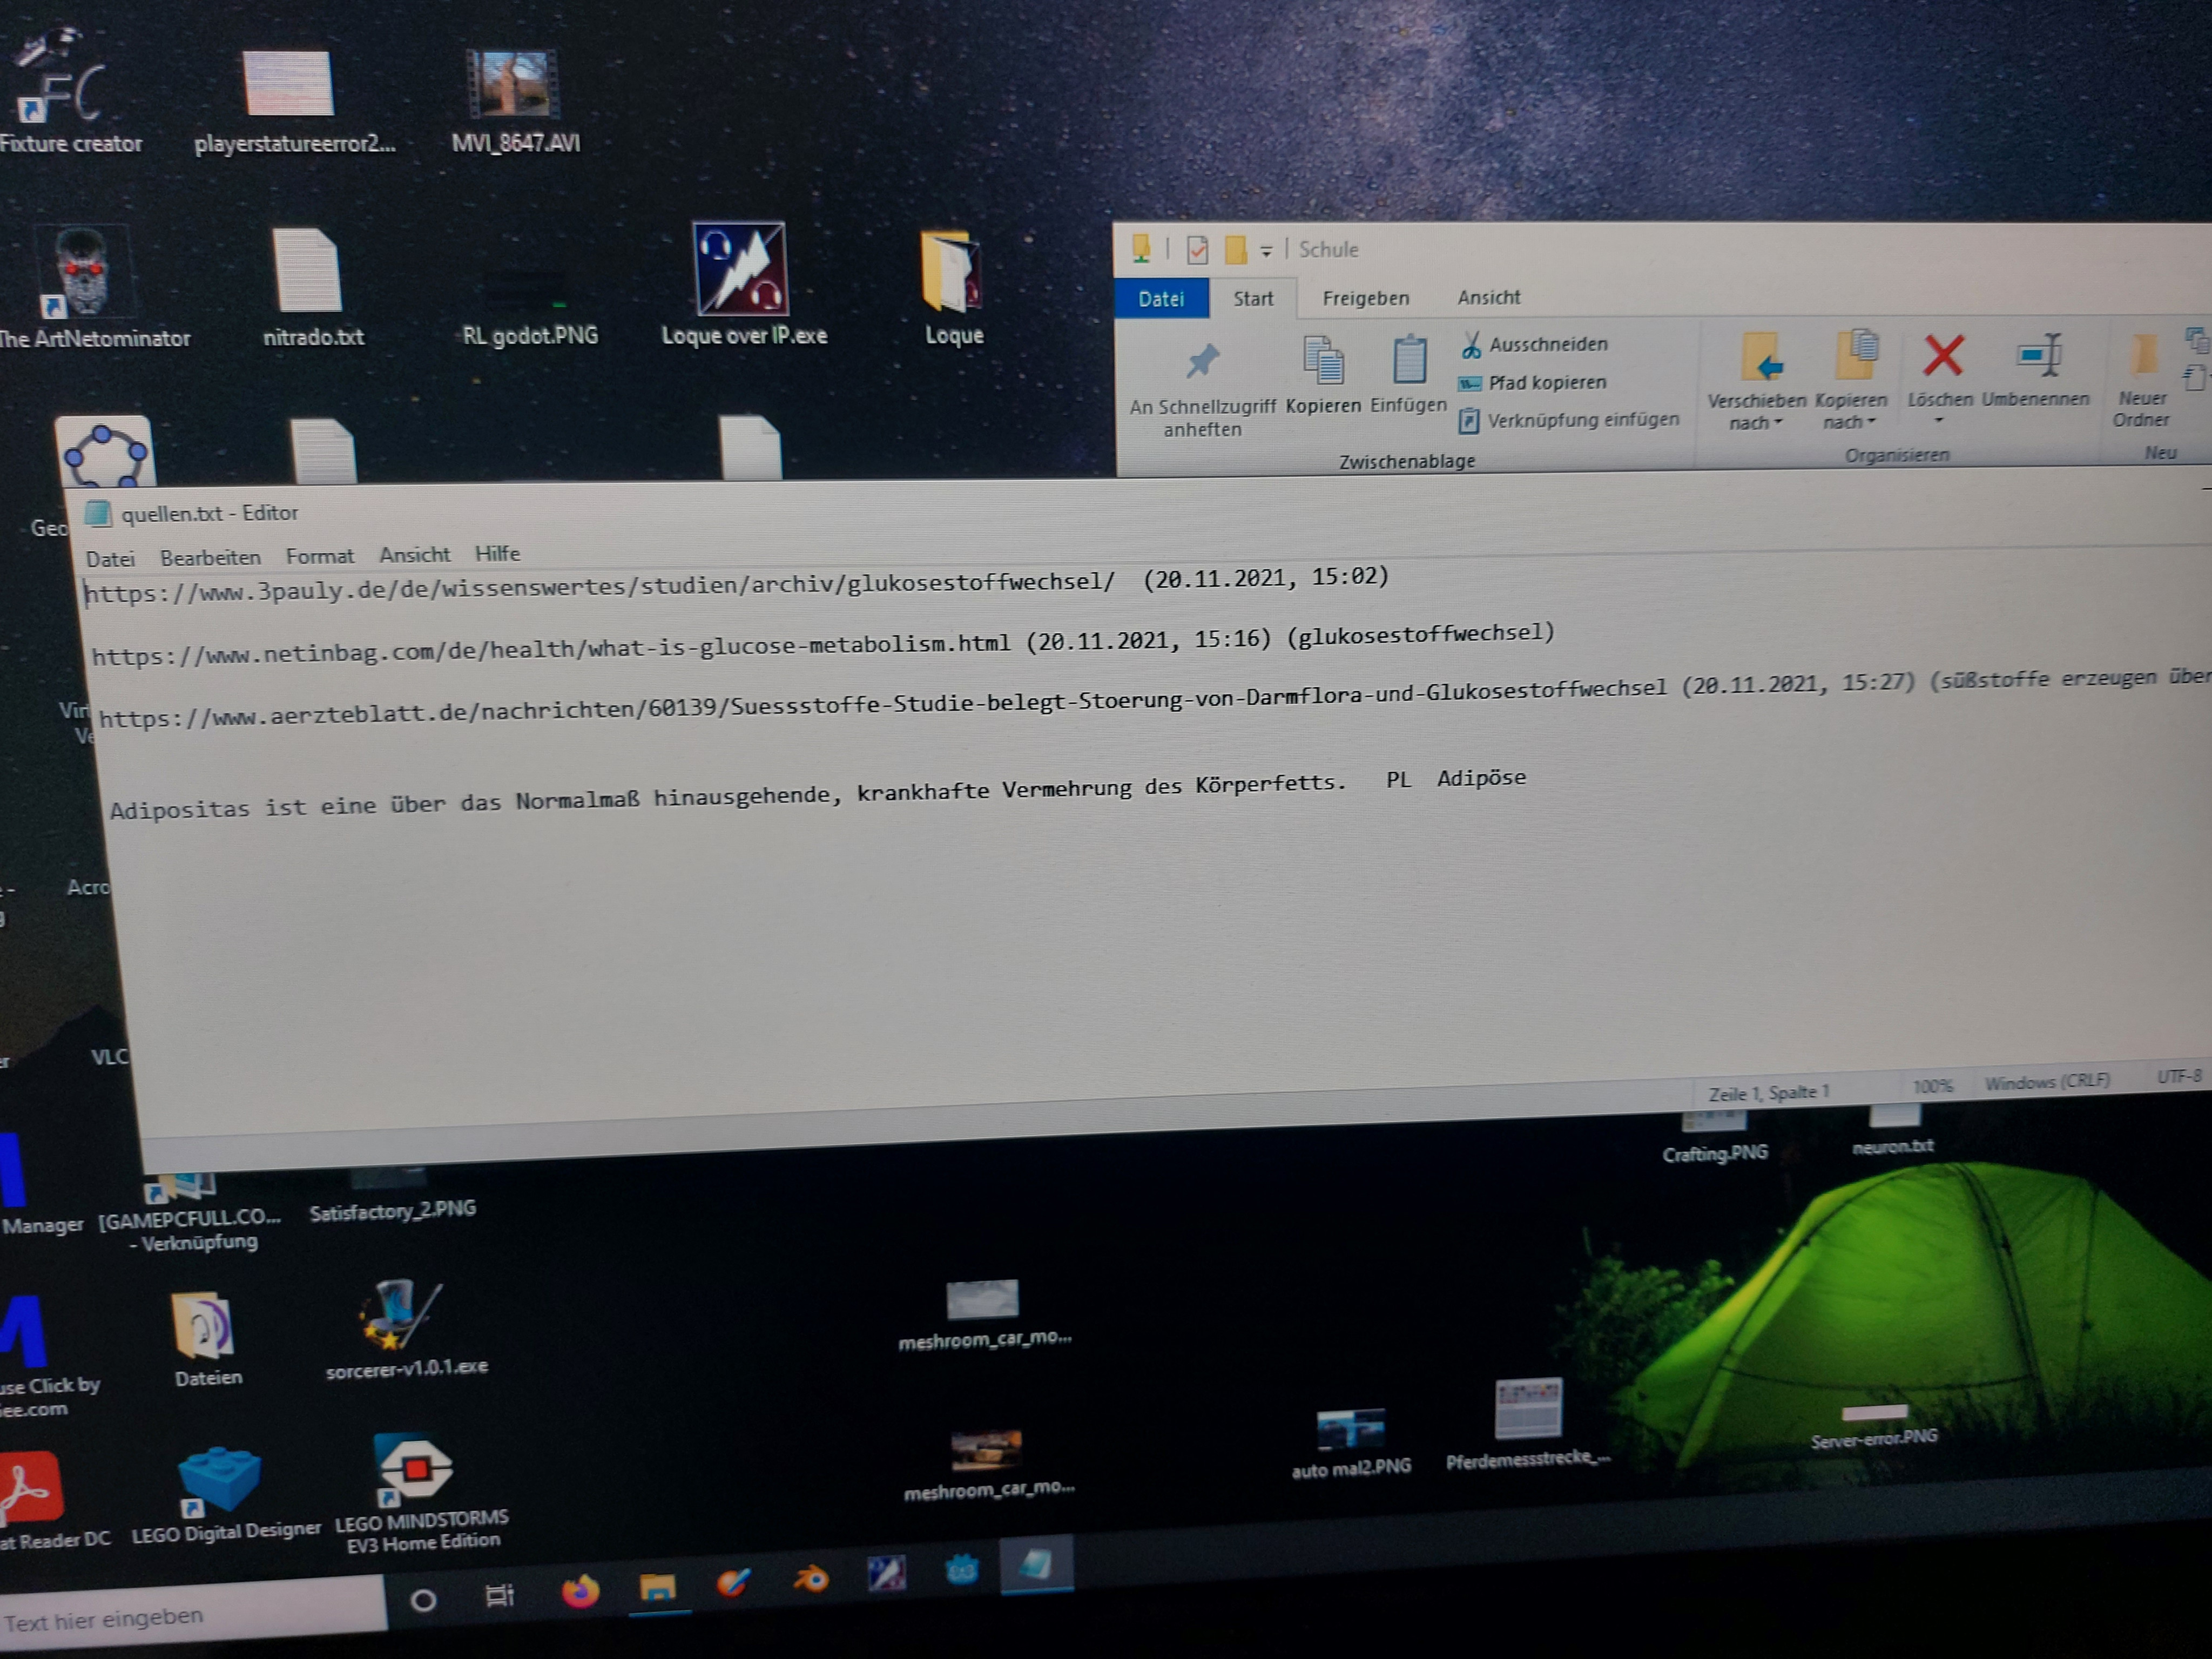 FC
Fixture creator
playerstatureerror2...
MVI_8647.AVI
The ArtNetominator
nitrado.txt
RL godot.PNG
Loque over IP.exe
Loque
Schule
Datei Start Freigeben Ansicht
An Schnellzugriff anheften
Kopieren
Einfügen
Ausschneiden
Pfad kopieren
Verknüpfung einfügen
Zwischenablage
Verschieben nach
Kopieren nach
Löschen
Umbenennen
Organisieren
Neuer Ordner
Neu
Geo
quellen.txt - Editor
Datei Bearbeiten Format Ansicht Hilfe
https://www.3pauly.de/de/wissenswertes/studien/archiv/glukosestoffwechsel/ (20.11.2021, 15:02)
https://www.netinbag.com/de/health/what-is-glucose-metabolism.html (20.11.2021, 15:16) (glukosestoffwechsel)
https://www.aerzteblatt.de/nachrichten/60139/Suessstoffe-Studie-belegt-Stoerung-von-Darmflora-und-Glukosestoffwechsel (20.11.2021, 15:27) (süßstoffe erzeugen über
Adipositas ist eine über das Normalmaß hinausgehende, krankhafte Vermehrung des Körperfetts. PL Adipöse
Zeile 1, Spalte 1 100% Windows (CRLF) UTF-8
Acro
VLC
Crafting.PNG
neuron.txt
Manager
[GAMEPCFULL.CO...
- Verknüpfung
Satisfactory_2.PNG
Click by
ee.com
Dateien
sorcerer-v1.0.1.exe
meshroom_car_mo...
meshroom_car_mo...
auto mal2.PNG
Pferdemessstrecke_...
Server-error.PNG
at Reader DC
LEGO Digital Designer
LEGO MINDSTORMS
EV3 Home Edition
Text hier eingeben